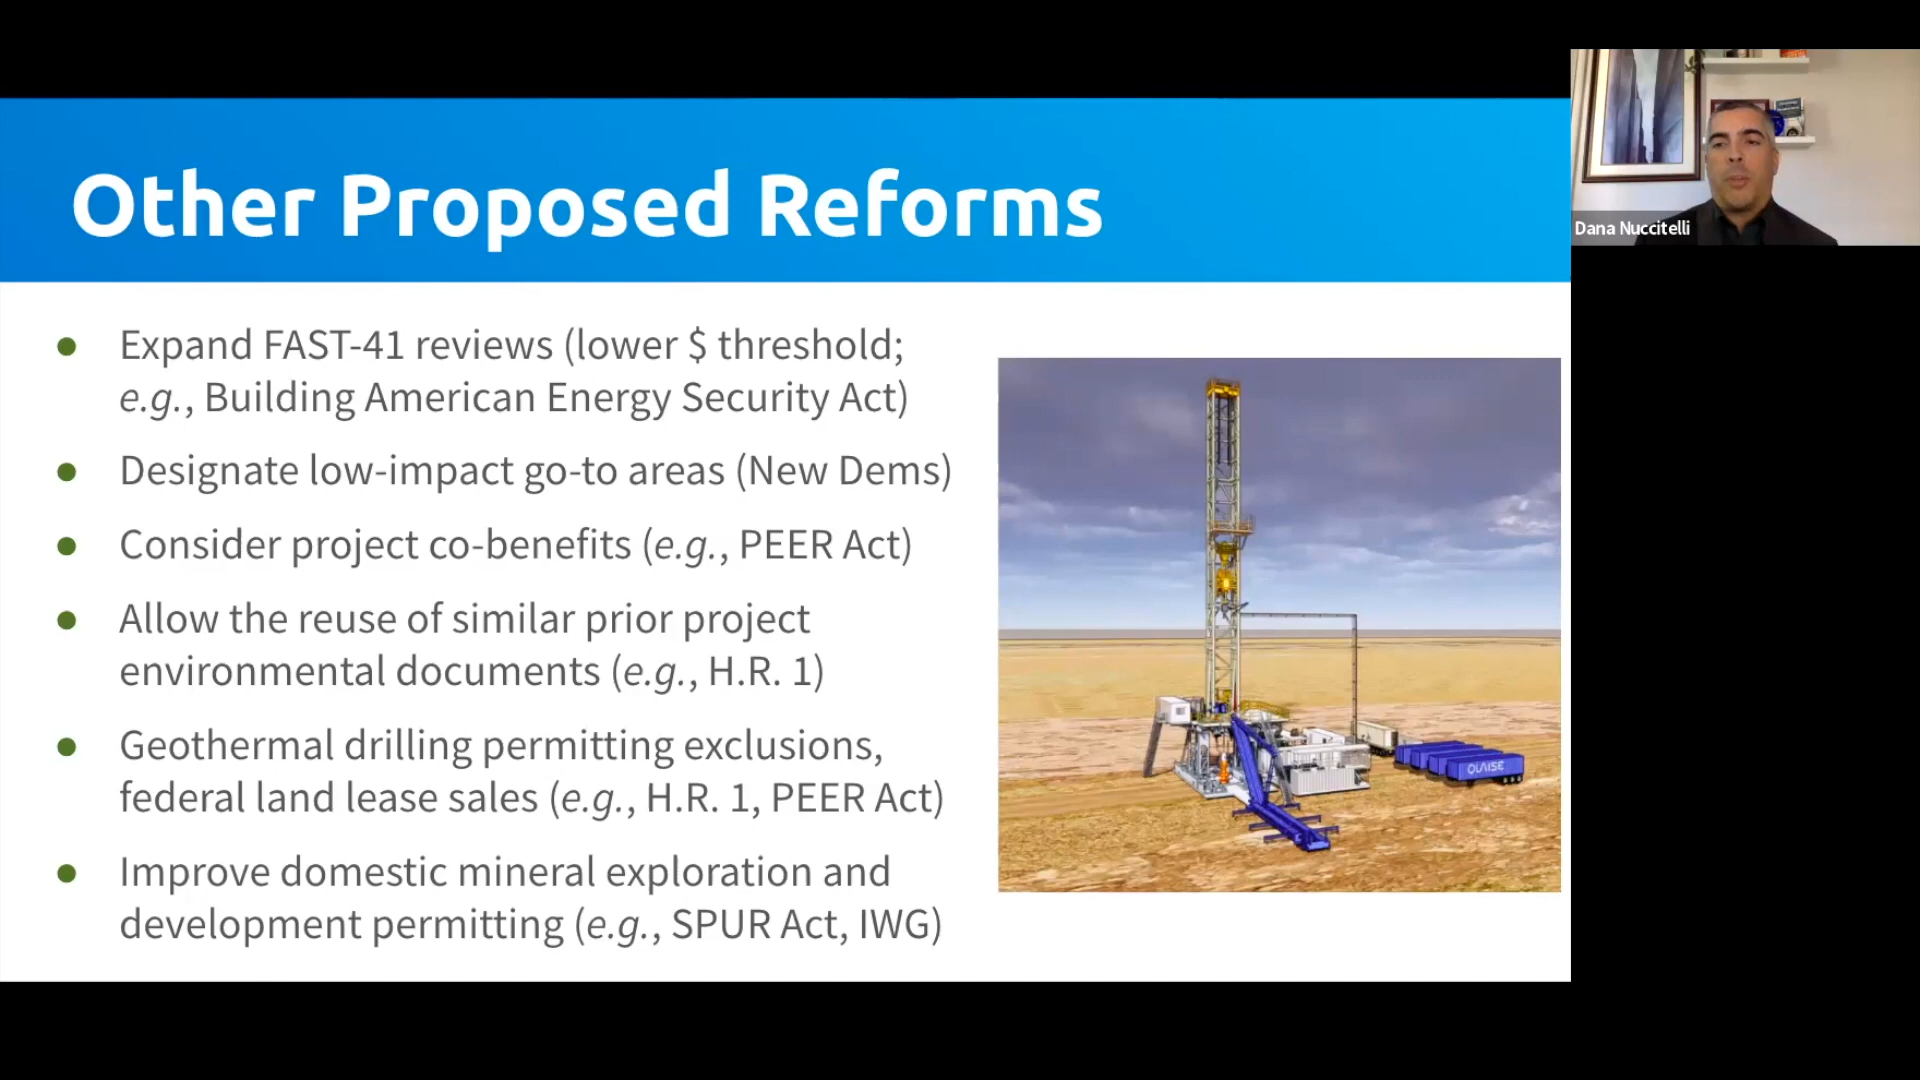 Other Proposed Reforms
Expand FAST-41 reviews (lower $ threshold;
e.g., Building American Energy Security Act)
Designate low-impact go-to areas (New Dems)
Consider project co-benefits (e.g., PEER Act)
Allow the reuse of similar prior project
environmental documents (e.g., H.R. 1)
Geothermal drilling permitting exclusions,
federal land lease sales (e.g., H.R. 1, PEER Act)
Improve domestic mineral exploration and
development permitting (e.g., SPUR Act, IWG)
QUAISE
Dana Nuccitelli